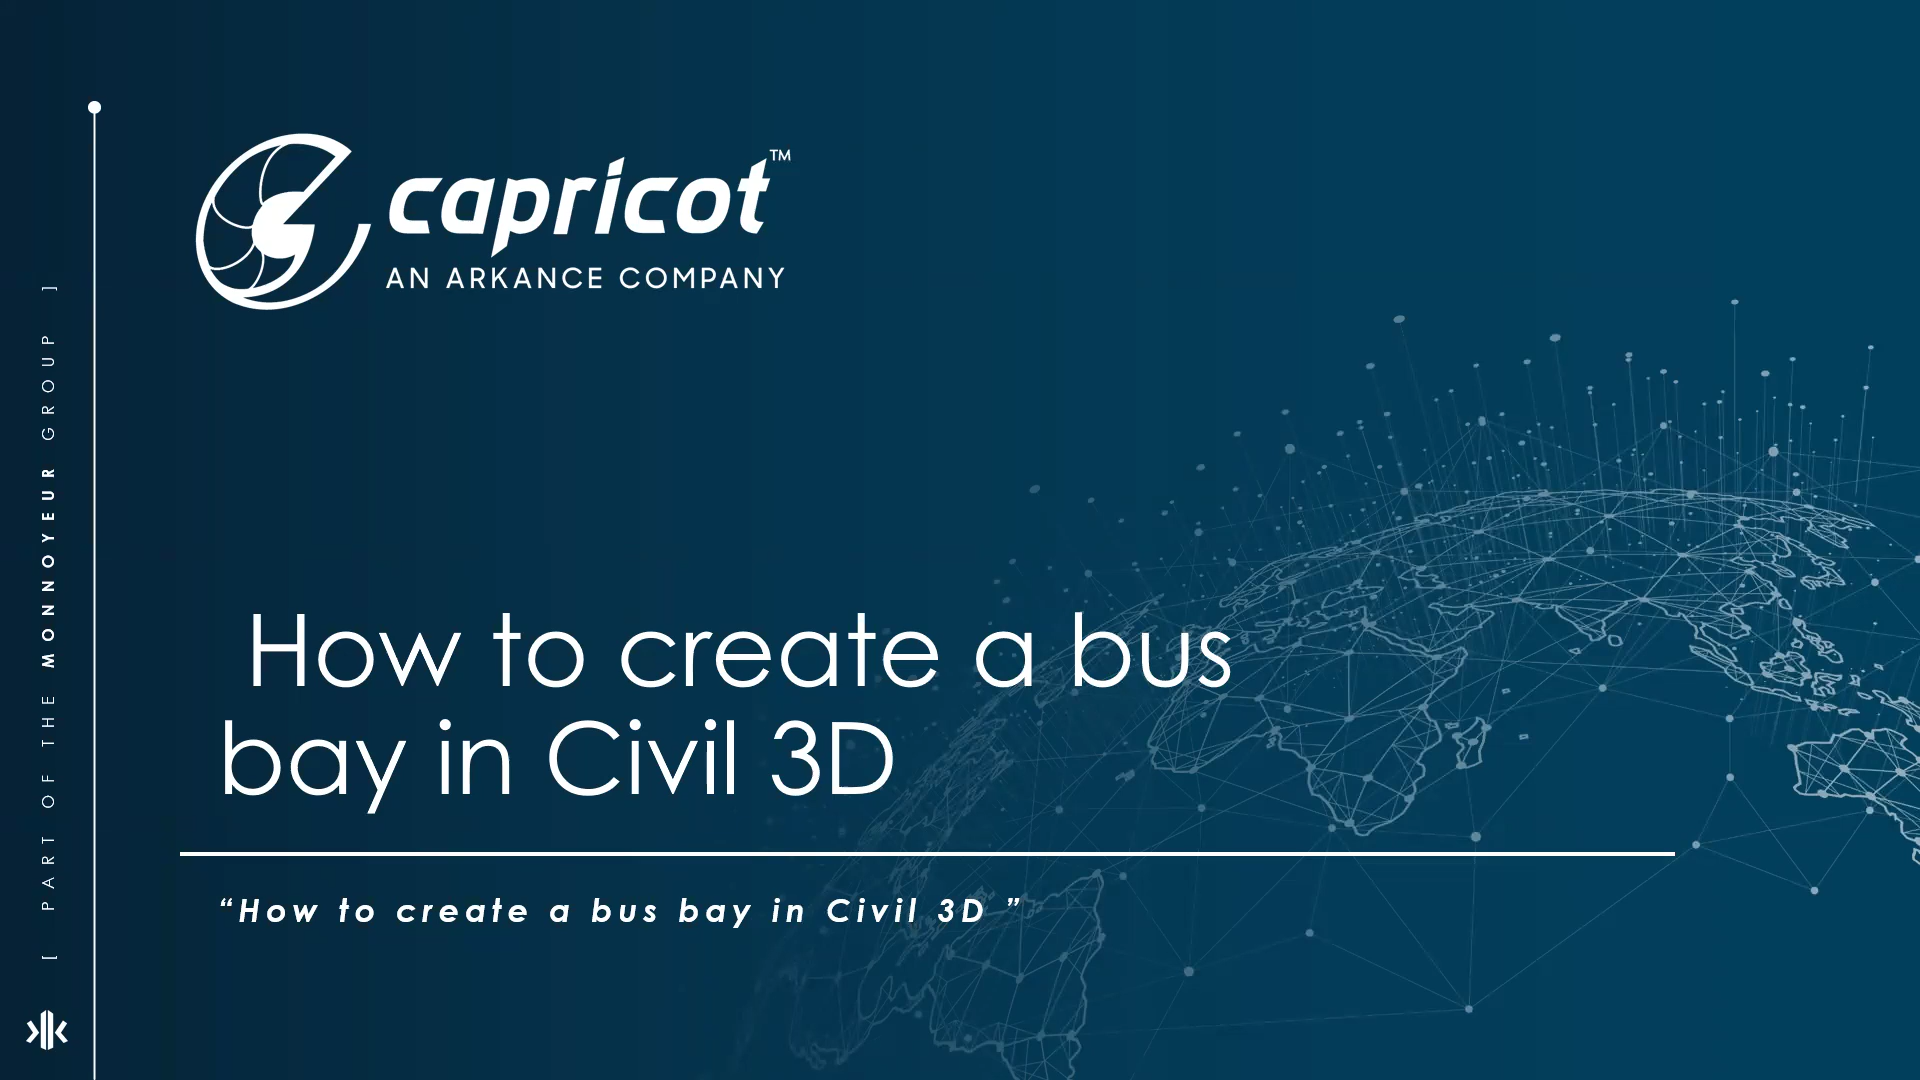 capricot™
AN ARKANCE COMPANY
[ PART OF THE MONNOYEUR GROUP ]
How to create a bus
bay in Civil 3D
“How to create a bus bay in Civil 3D ”